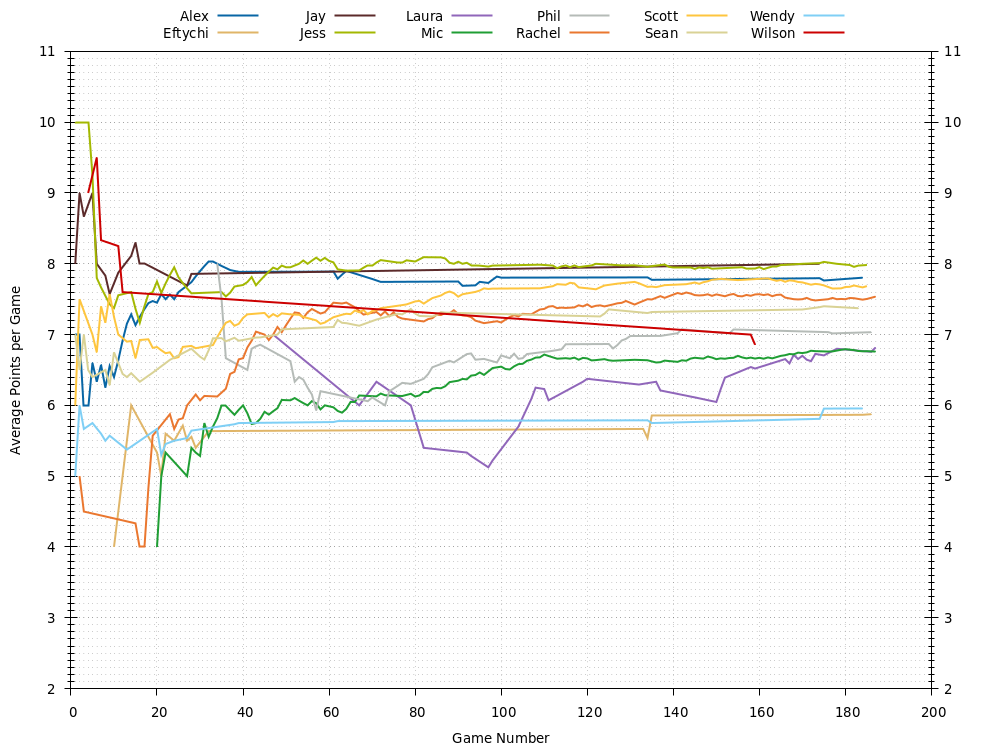 Alex Jay Laura Phil Scott Wendy
Eftychi Jess Mic Rachel Sean Wilson
11 11
10 10
9 9
8 8
7 7
6 6
5 5
4 4
3 3
2 2
Average Points per Game
0 20 40 60 80 100 120 140 160 180 200
Game Number